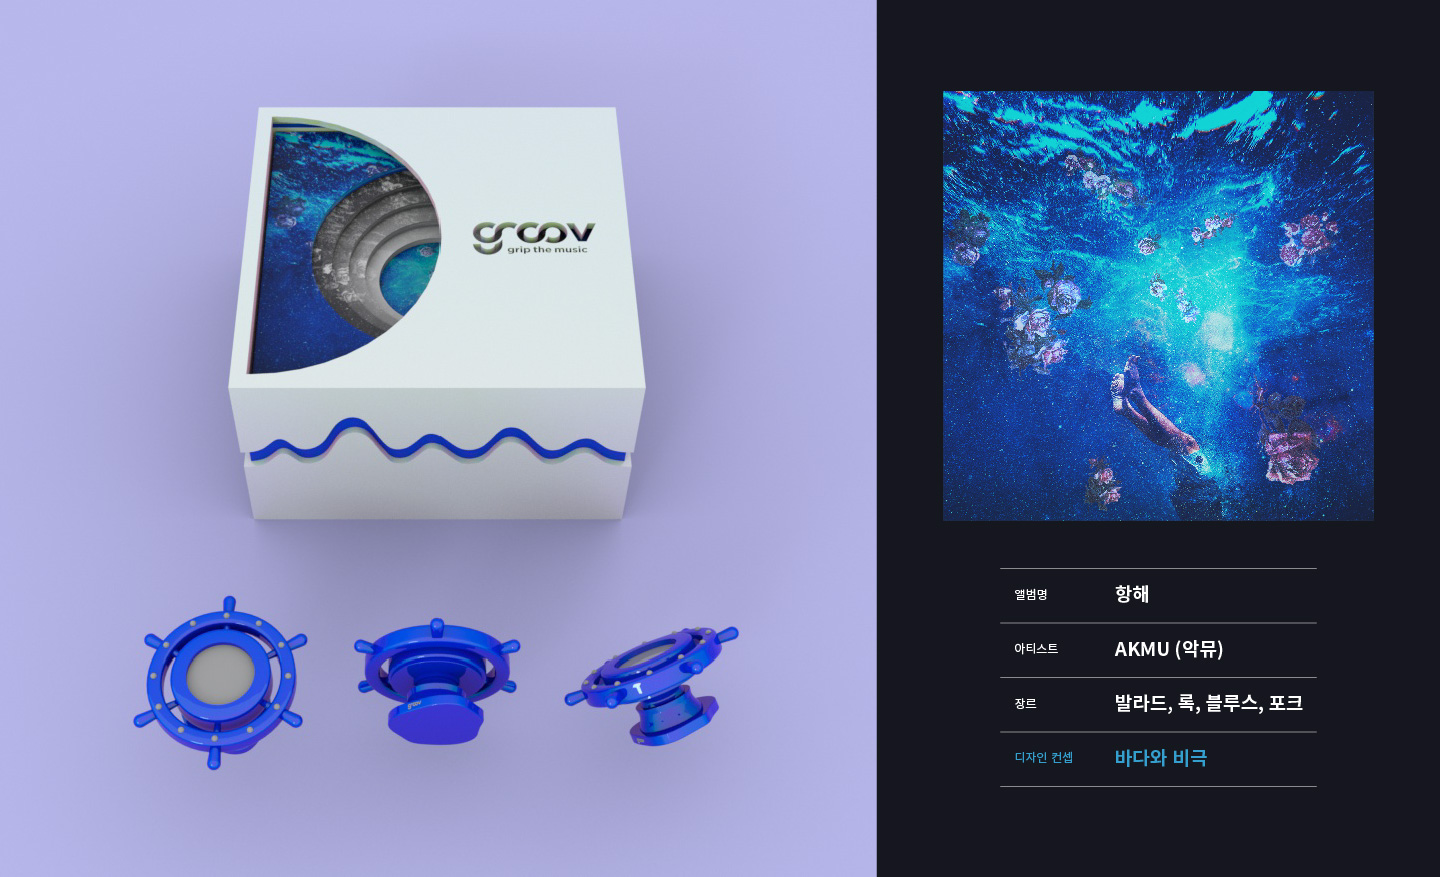 groov
grip the music
groov
앨범명 항해
아티스트 AKMU (악뮤)
장르 발라드, 록, 블루스, 포크
디자인 컨셉 바다와 비극